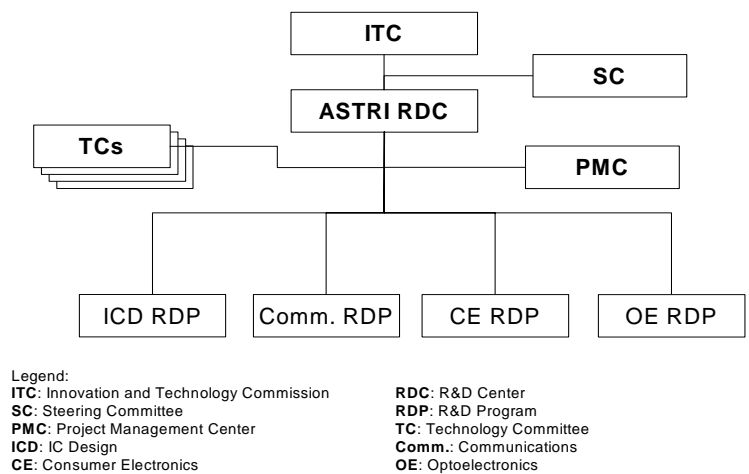 ITC
SC
ASTRI RDC
TCs
PMC
ICD RDP
Comm. RDP
CE RDP
OE RDP
Legend:
ITC: Innovation and Technology Commission
SC: Steering Committee
PMC: Project Management Center
ICD: IC Design
CE: Consumer Electronics
RDC: R&D Center
RDP: R&D Program
TC: Technology Committee
Comm.: Communications
OE: Optoelectronics